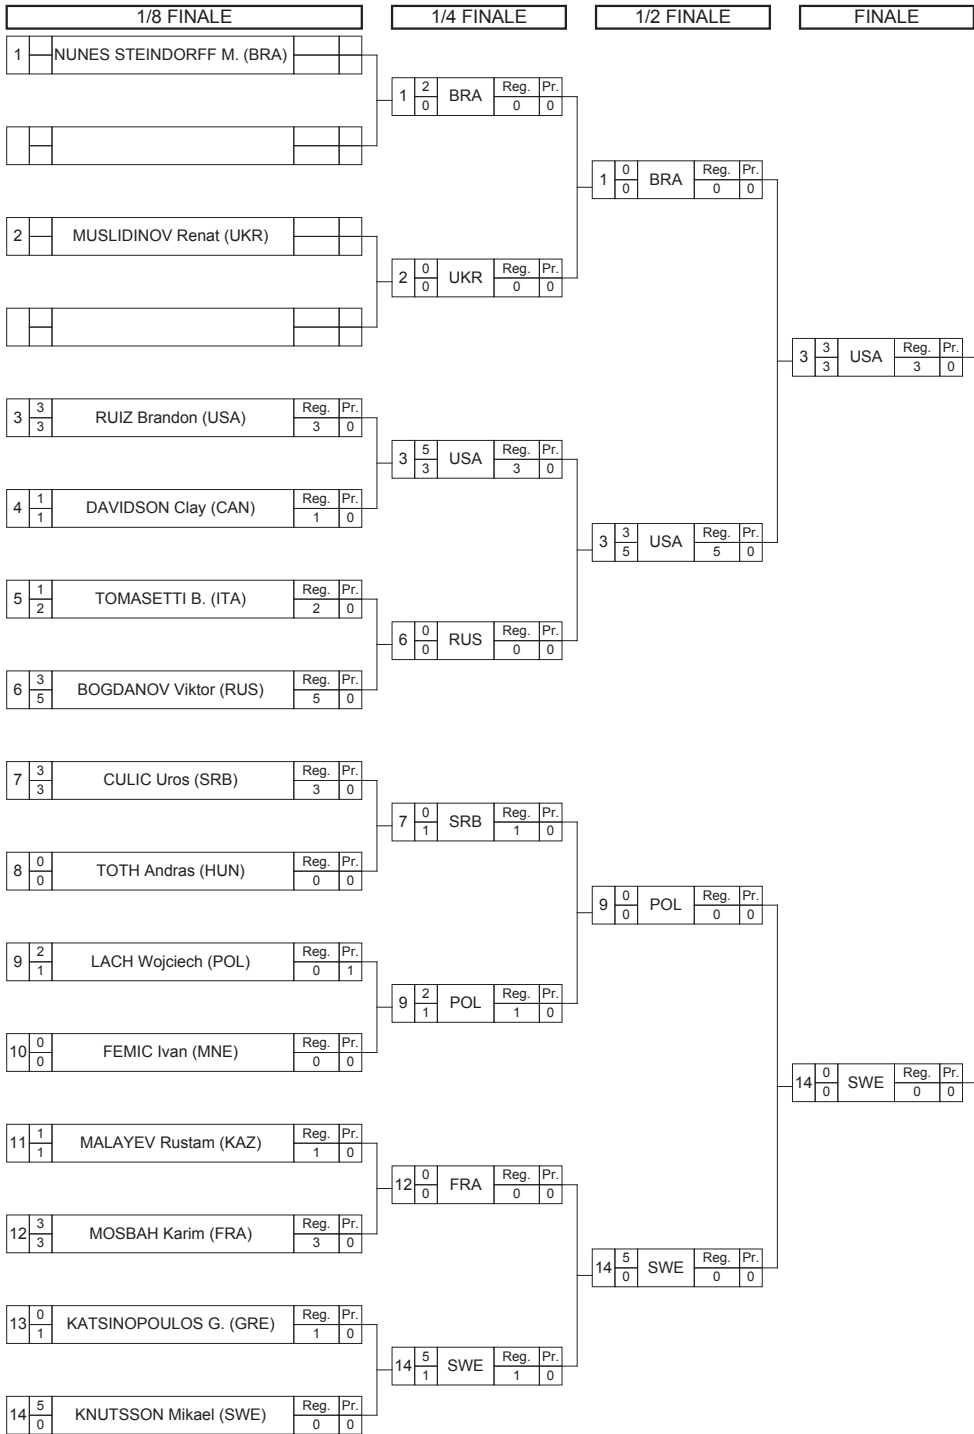 1/8 FINALE 1/4 FINALE 1/2 FINALE FINALE
1 NUNES STEINDORFF M. (BRA)
1 2 0 BRA Reg. 0 Pr. 0
1 0 0 BRA Reg. 0 Pr. 0
2 MUSLIDINOV Renat (UKR)
2 0 0 UKR Reg. 0 Pr. 0
3 3 3 USA Reg. 3 Pr. 0
3 3 3 RUIZ Brandon (USA) Reg. 3 Pr. 0
3 5 3 USA Reg. 3 Pr. 0
4 1 1 DAVIDSON Clay (CAN) Reg. 1 Pr. 0
3 3 5 USA Reg. 5 Pr. 0
5 1 2 TOMASETTI B. (ITA) Reg. 2 Pr. 0
6 0 0 RUS Reg. 0 Pr. 0
6 3 5 BOGDANOV Viktor (RUS) Reg. 5 Pr. 0
7 3 3 CULIC Uros (SRB) Reg. 3 Pr. 0
7 0 1 SRB Reg. 1 Pr. 0
8 0 0 TOTH Andras (HUN) Reg. 0 Pr. 0
9 0 0 POL Reg. 0 Pr. 0
9 2 1 LACH Wojciech (POL) Reg. 0 Pr. 1
9 2 1 POL Reg. 1 Pr. 0
10 0 0 FEMIC Ivan (MNE) Reg. 0 Pr. 0
14 0 0 SWE Reg. 0 Pr. 0
11 1 1 MALAYEV Rustam (KAZ) Reg. 1 Pr. 0
12 0 0 FRA Reg. 0 Pr. 0
12 3 3 MOSBAH Karim (FRA) Reg. 3 Pr. 0
14 5 0 SWE Reg. 0 Pr. 0
13 0 1 KATSINOPOULOS G. (GRE) Reg. 1 Pr. 0
14 5 1 SWE Reg. 1 Pr. 0
14 5 0 KNUTSSON Mikael (SWE) Reg. 0 Pr. 0